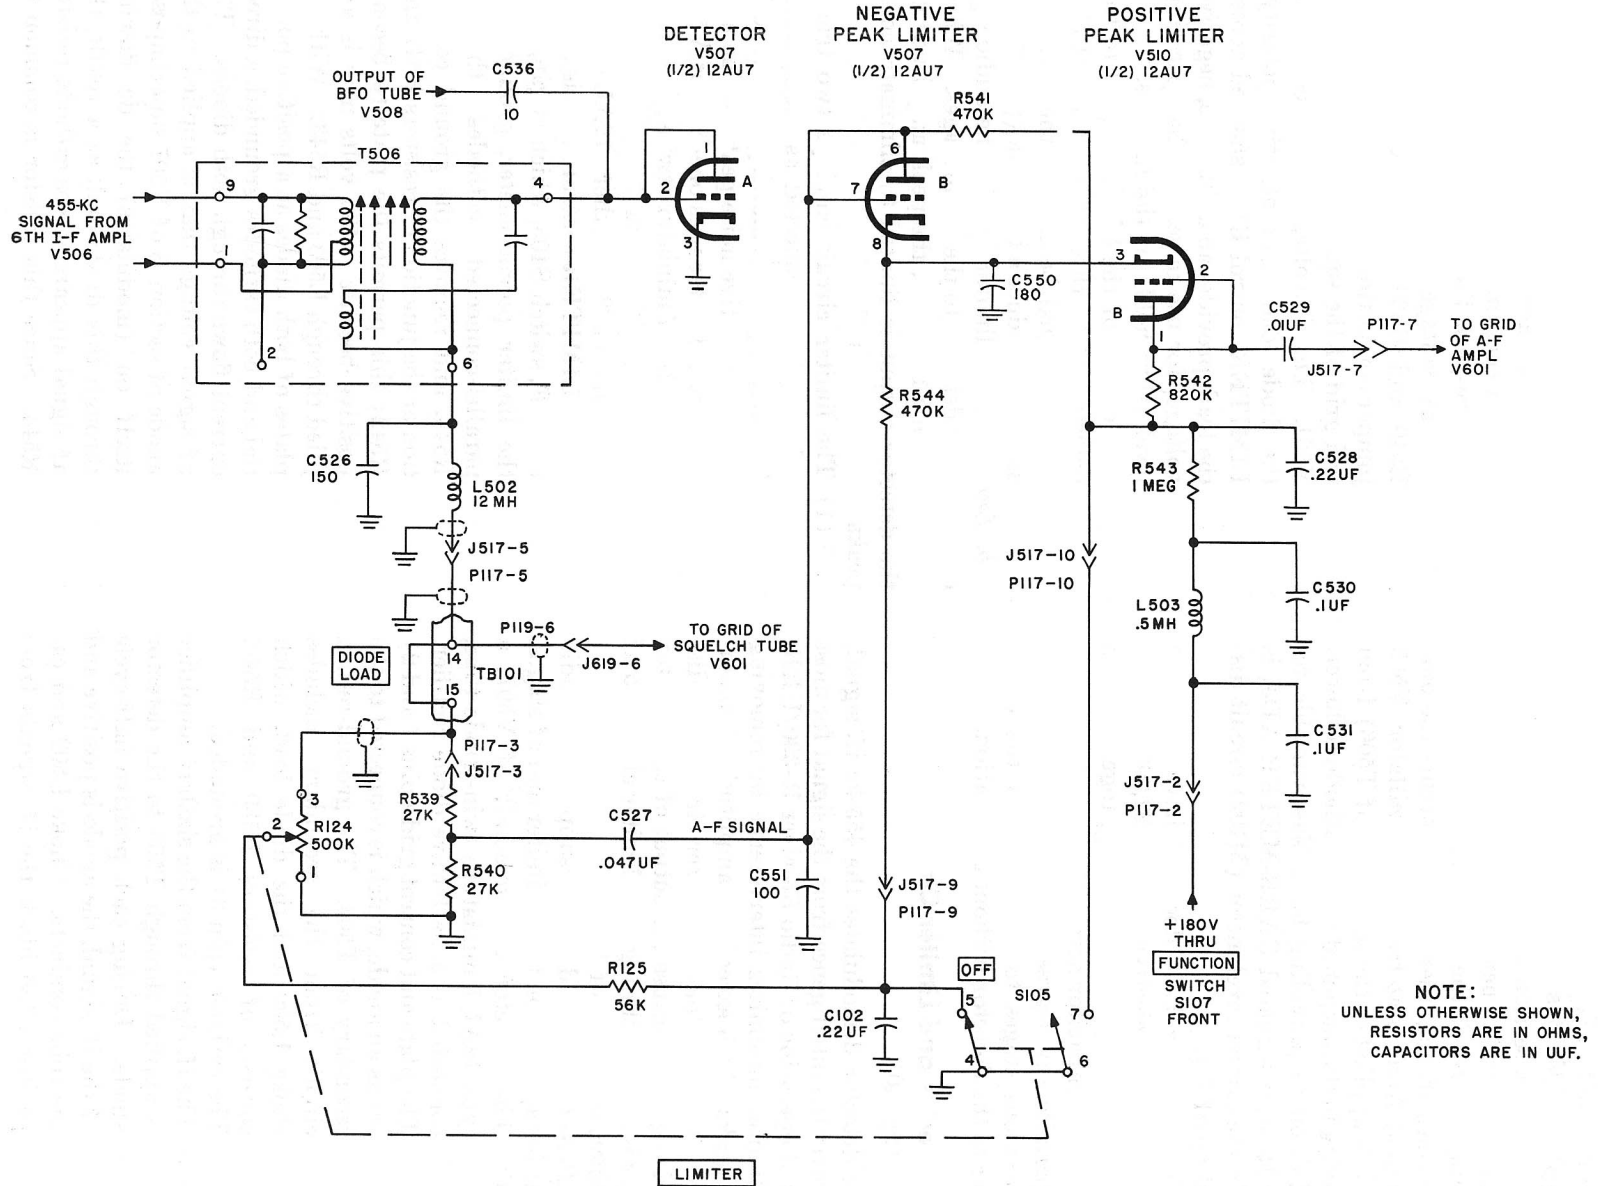 DETECTOR
V507
(1/2) 12AU7
NEGATIVE
PEAK LIMITER
V507
(1/2) 12AU7
POSITIVE
PEAK LIMITER
V510
(1/2) 12AU7
OUTPUT OF
BFO TUBE
V508
C536
10
R541
470K
T506
455-KC
SIGNAL FROM
6TH I-F AMPL
V506
9
1
2
4
6
1
2
3
A
6
7
8
B
3
2
B
1
C550
180
C529
.01UF
P117-7
J517-7
TO GRID
OF A-F
AMPL
V601
R544
470K
R542
820K
C526
150
L502
12 MH
R543
1 MEG
C528
.22UF
J517-5
P117-5
J517-10
P117-10
L503
.5MH
C530
.1UF
DIODE
LOAD
14
15
TB101
P119-6
J619-6
TO GRID OF
SQUELCH TUBE
V601
P117-3
J517-3
C531
.1UF
J517-2
P117-2
3
2
1
R124
500K
R539
27K
R540
27K
C527
.047UF
A-F SIGNAL
C551
100
J517-9
P117-9
+180V
THRU
FUNCTION
SWITCH
S107
FRONT
R125
56K
C102
.22UF
OFF
5
S105
7
4
6
NOTE:
UNLESS OTHERWISE SHOWN,
RESISTORS ARE IN OHMS,
CAPACITORS ARE IN UUF.
LIMITER